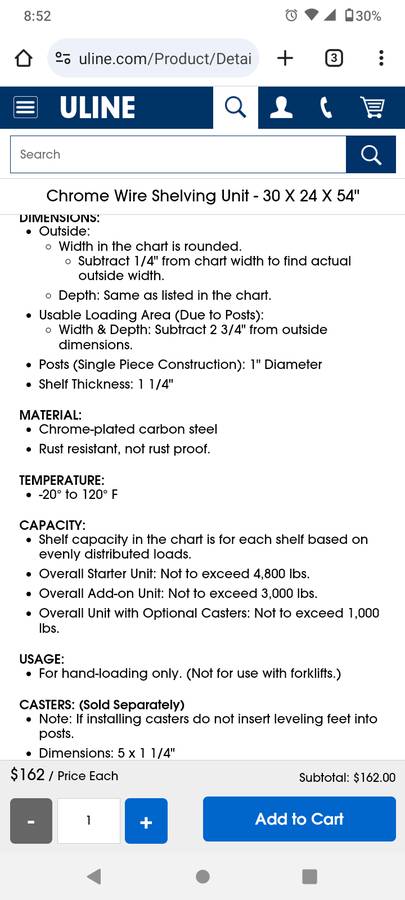 8:52
30%
uline.com/Product/Detai
3
ULINE
Search
Chrome Wire Shelving Unit - 30 X 24 X 54"
DIMENSIONS:
• Outside:
○ Width in the chart is rounded.
○ Subtract 1/4" from chart width to find actual
outside width.
○ Depth: Same as listed in the chart.
• Usable Loading Area (Due to Posts):
○ Width & Depth: Subtract 2 3/4" from outside
dimensions.
• Posts (Single Piece Construction): 1" Diameter
• Shelf Thickness: 1 1/4"
MATERIAL:
• Chrome-plated carbon steel
• Rust resistant, not rust proof.
TEMPERATURE:
• -20° to 120° F
CAPACITY:
• Shelf capacity in the chart is for each shelf based on
evenly distributed loads.
• Overall Starter Unit: Not to exceed 4,800 lbs.
• Overall Add-on Unit: Not to exceed 3,000 lbs.
• Overall Unit with Optional Casters: Not to exceed 1,000
lbs.
USAGE:
• For hand-loading only. (Not for use with forklifts.)
CASTERS: (Sold Separately)
• Note: If installing casters do not insert leveling feet into
posts.
• Dimensions: 5 x 1 1/4"
$162 / Price Each
Subtotal: $162.00
- 1 +
Add to Cart